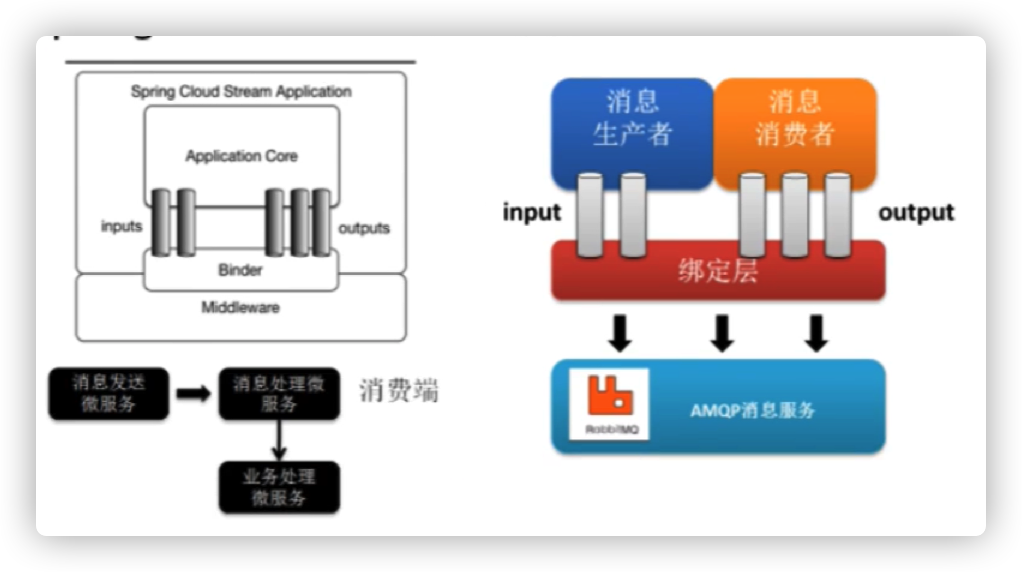 Spring Cloud Stream Application
Application Core
inputs
outputs
Binder
Middleware
消息发送
微服务
消息处理微
服务
消费端
业务处理
微服务
消息
生产者
消息
消费者
input
output
绑定层
RabbitMQ
AMQP消息服务